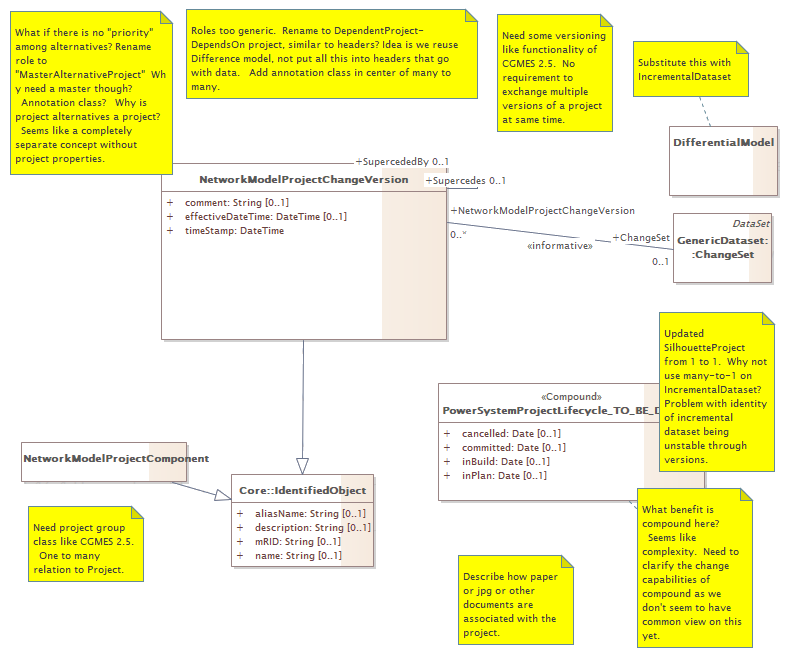 What if there is no "priority"
among alternatives? Rename
role to
"MasterAlternativeProject"  Wh
y need a master though?
Annotation class?  Why is
project alternatives a project?
Seems like a completely
separate concept without
project properties.
Roles too generic.  Rename to DependentProject-
DependsOn project, similar to headers? Idea is we reuse
Difference model, not put all this into headers that go
with data.  Add annotation class in center of many to
many.
Need some versioning
like functionality of
CGMES 2.5.  No
requirement to
exchange multiple
versions of a project
at same time.
Substitute this with
IncrementalDataset
DifferentialModel
+SupercededBy 0..1
+Supercedes 0..1
NetworkModelProjectChangeVersion
+ comment: String [0..1]
+ effectiveDateTime: DateTime [0..1]
+ timeStamp: DateTime
+NetworkModelProjectChangeVersion
0..*
«informative»
+ChangeSet
0..1
DataSet
GenericDataset:
:ChangeSet
Updated
SilhouetteProject
from 1 to 1.  Why not
use many-to-1 on
IncrementalDataset?
Problem with identity
of incremental
dataset being
unstable through
versions.
«Compound»
PowerSystemProjectLifecycle_TO_BE_D
+ cancelled: Date [0..1]
+ committed: Date [0..1]
+ inBuild: Date [0..1]
+ inPlan: Date [0..1]
NetworkModelProjectComponent
Core::IdentifiedObject
+ aliasName: String [0..1]
+ description: String [0..1]
+ mRID: String [0..1]
+ name: String [0..1]
Need project group
class like CGMES 2.5.
One to many
relation to Project.
Describe how paper
or jpg or other
documents are
associated with the
project.
What benefit is
compound here?
Seems like
complexity.  Need to
clarify the change
capabilities of
compound as we
don't seem to have
common view on this
yet.